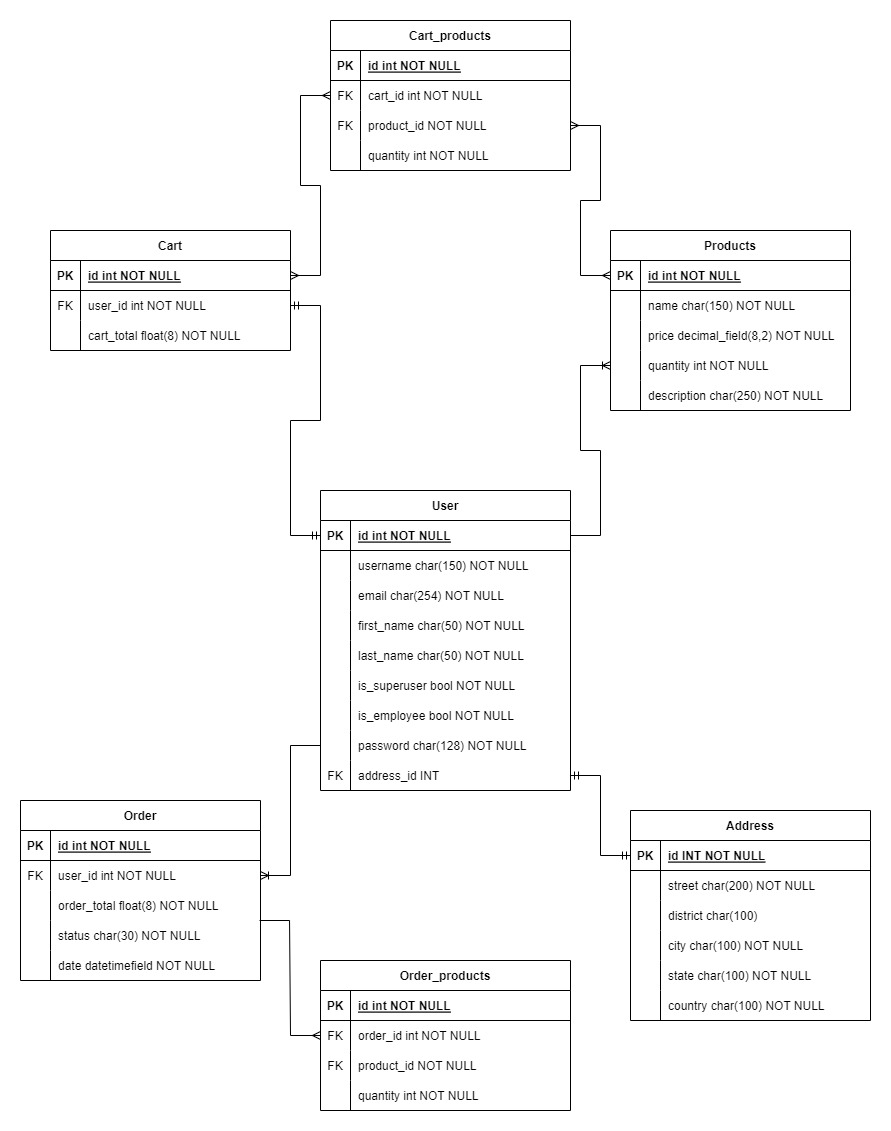 Cart_products
PK id int NOT NULL
FK cart_id int NOT NULL
FK product_id NOT NULL
quantity int NOT NULL
Cart
PK id int NOT NULL
FK user_id int NOT NULL
cart_total float(8) NOT NULL
Products
PK id int NOT NULL
name char(150) NOT NULL
price decimal_field(8,2) NOT NULL
quantity int NOT NULL
description char(250) NOT NULL
User
PK id int NOT NULL
username char(150) NOT NULL
email char(254) NOT NULL
first_name char(50) NOT NULL
last_name char(50) NOT NULL
is_superuser bool NOT NULL
is_employee bool NOT NULL
password char(128) NOT NULL
FK address_id INT
Order
PK id int NOT NULL
FK user_id int NOT NULL
order_total float(8) NOT NULL
status char(30) NOT NULL
date datetimefield NOT NULL
Address
PK id INT NOT NULL
street char(200) NOT NULL
district char(100)
city char(100) NOT NULL
state char(100) NOT NULL
country char(100) NOT NULL
Order_products
PK id int NOT NULL
FK order_id int NOT NULL
FK product_id NOT NULL
quantity int NOT NULL